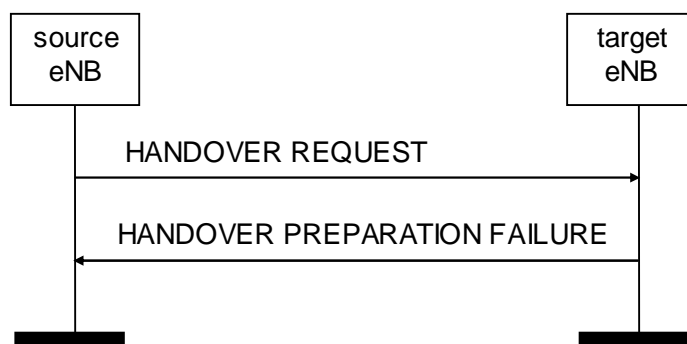 source
eNB
target
eNB
HANDOVER REQUEST
HANDOVER PREPARATION FAILURE